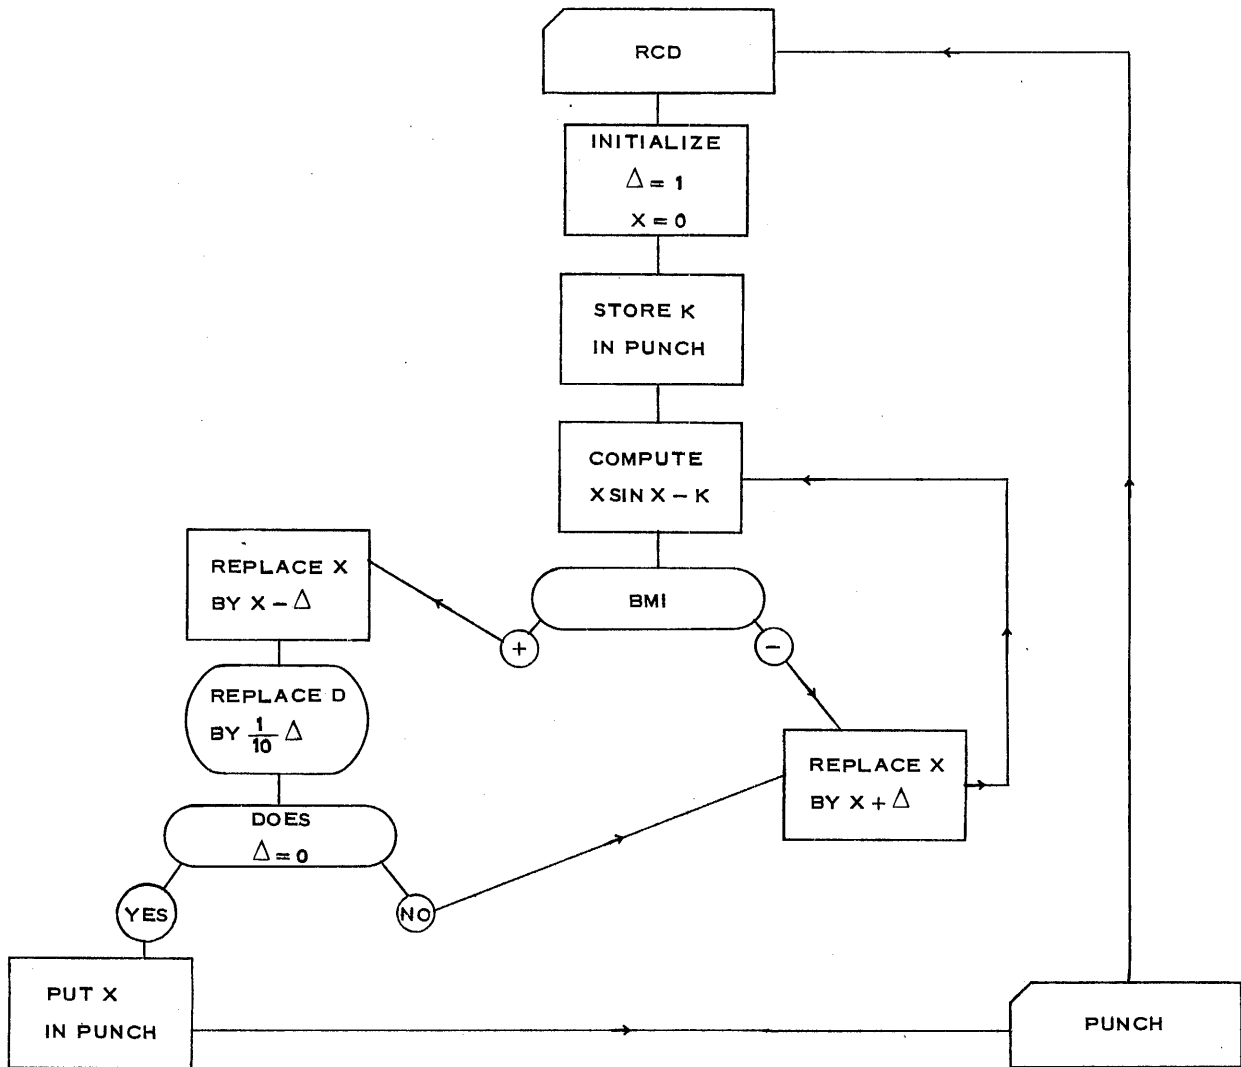 RCD
INITIALIZE
Δ = 1
X = 0
STORE K
IN PUNCH
COMPUTE
X SIN X – K
BMI
+
–
REPLACE X
BY X – Δ
REPLACE D
BY 1/10 Δ
DOES
Δ = 0
YES
NO
REPLACE X
BY X + Δ
PUT X
IN PUNCH
PUNCH